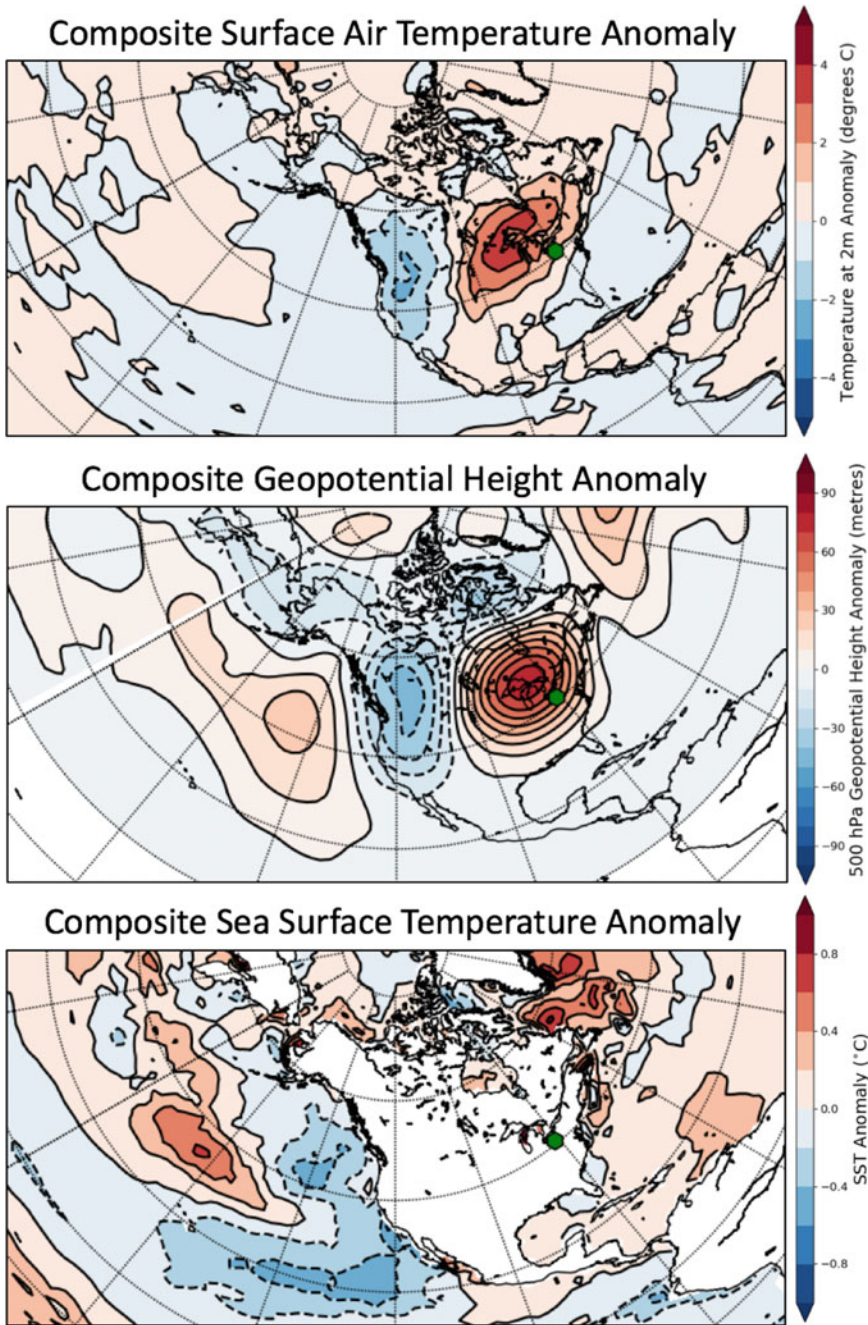 Composite Surface Air Temperature Anomaly
4
2
0
−2
−4
Temperature at 2m Anomaly (degrees C)
Composite Geopotential Height Anomaly
90
60
30
0
−30
−60
−90
500 hPa Geopotential Height Anomaly (metres)
Composite Sea Surface Temperature Anomaly
0.8
0.4
0.0
−0.4
−0.8
SST Anomaly (°C)